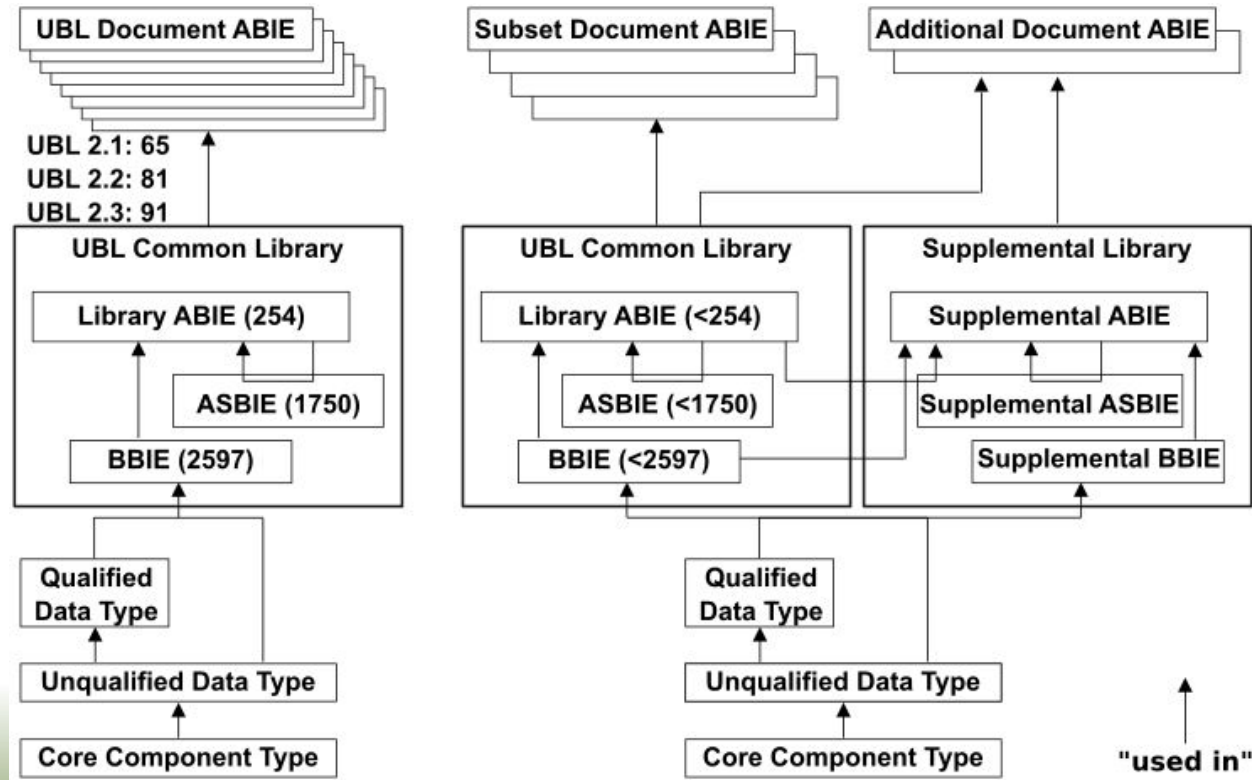 UBL Document ABIE
Subset Document ABIE
Additional Document ABIE
UBL 2.1: 65
UBL 2.2: 81
UBL 2.3: 91
UBL Common Library
Library ABIE (254)
ASBIE (1750)
BBIE (2597)
UBL Common Library
Library ABIE (<254)
ASBIE (<1750)
BBIE (<2597)
Supplemental Library
Supplemental ABIE
Supplemental ASBIE
Supplemental BBIE
Qualified
Data Type
Unqualified Data Type
Core Component Type
Qualified
Data Type
Unqualified Data Type
Core Component Type
"used in"